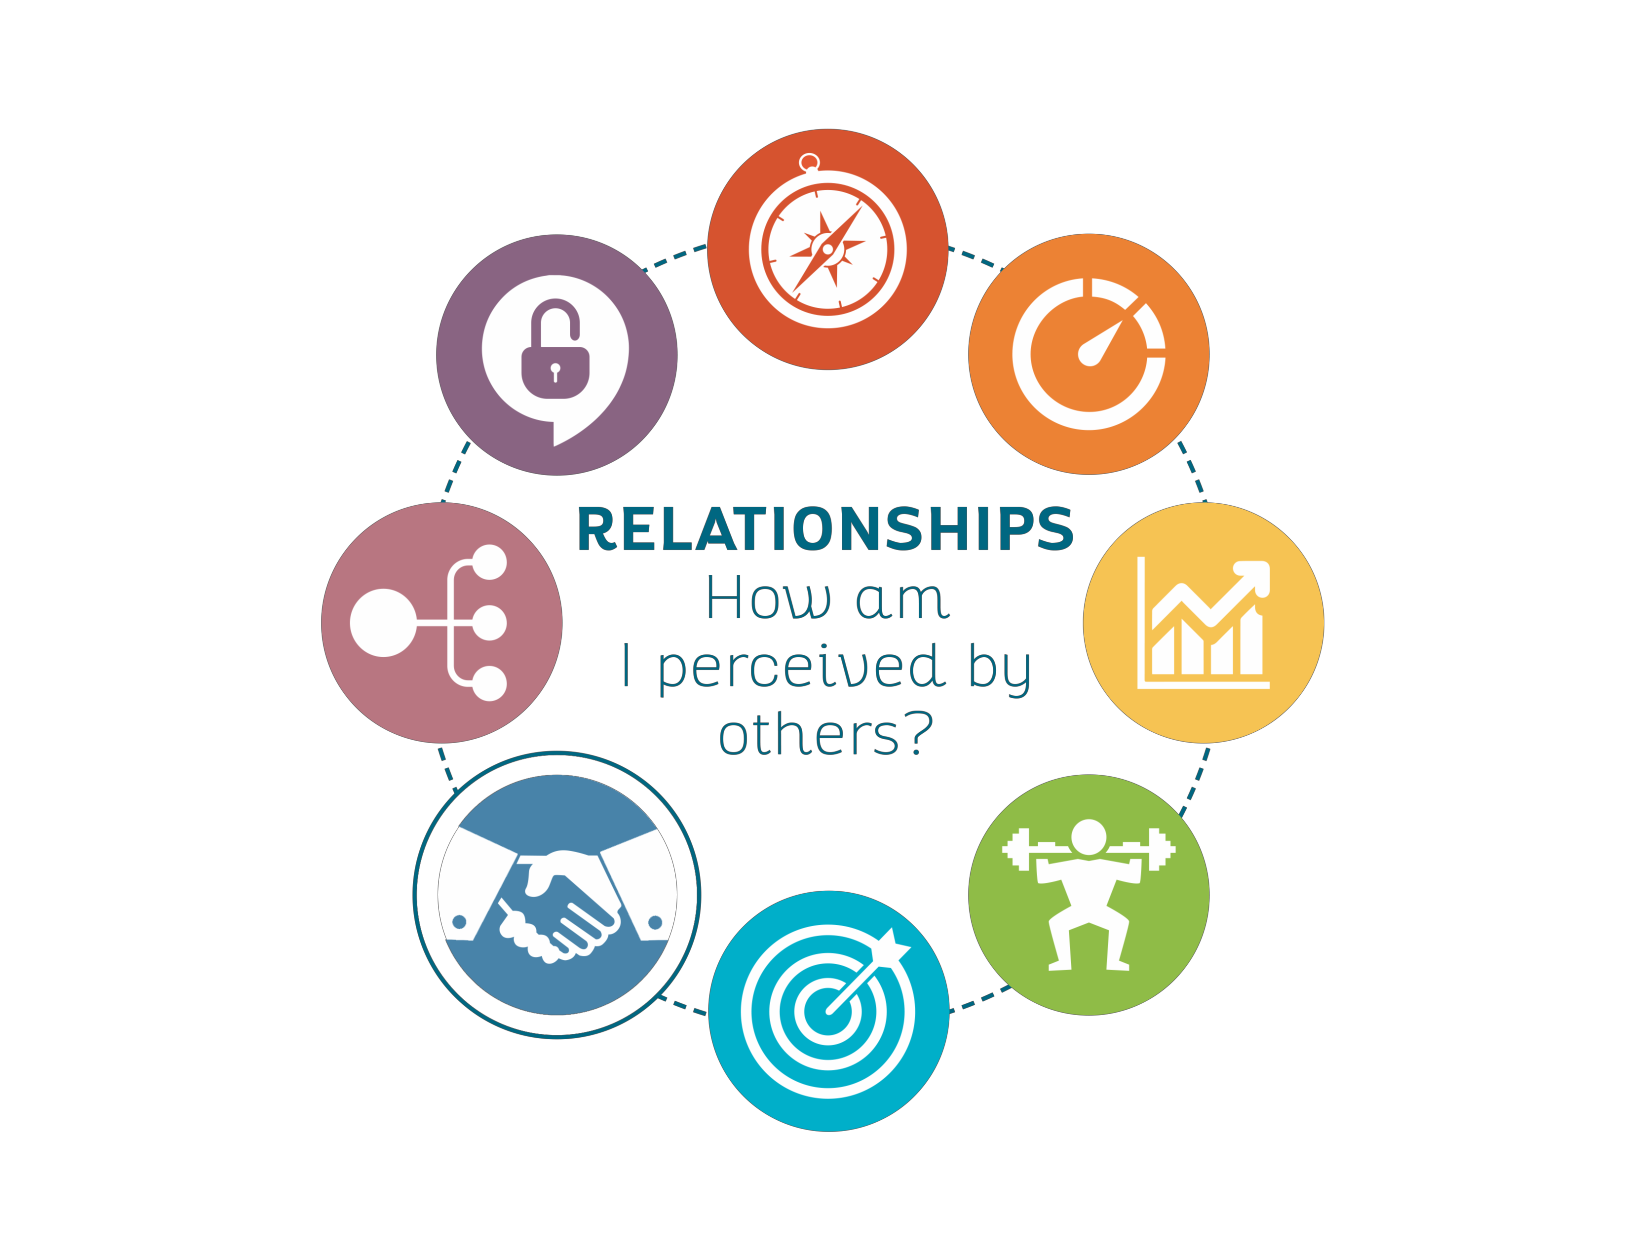 RELATIONSHIPS
How am
I perceived by
others?